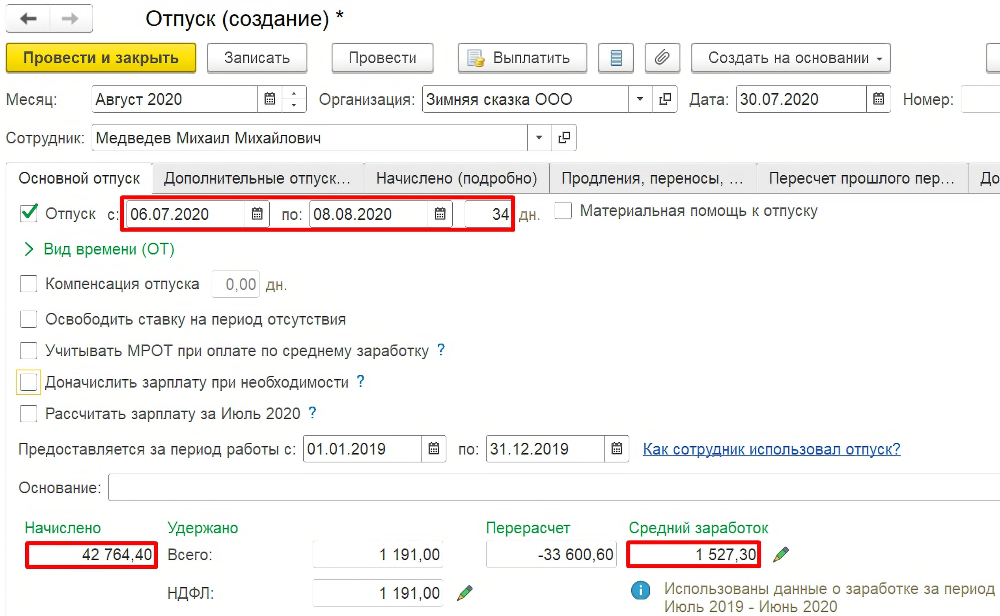 Отпуск (создание) *
Провести и закрыть Записать Провести Выплатить Создать на основании
Месяц: Август 2020 Организация: Зимняя сказка ООО Дата: 30.07.2020 Номер:
Сотрудник: Медведев Михаил Михайлович
Основной отпуск Дополнительные отпуск... Начислено (подробно) Продления, переносы, ... Пересчет прошлого пер... До
Отпуск с: 06.07.2020 по: 08.08.2020 34 дн. Материальная помощь к отпуску
Вид времени (ОТ)
Компенсация отпуска 0,00 дн.
Освободить ставку на период отсутствия
Учитывать МРОТ при оплате по среднему заработку ?
Доначислить зарплату при необходимости ?
Рассчитать зарплату за Июль 2020 ?
Предоставляется за период работы с: 01.01.2019 по: 31.12.2019 Как сотрудник использовал отпуск?
Основание:
Начислено Удержано Перерасчет Средний заработок
42 764,40 Всего: 1 191,00 -33 600,60 1 527,30
НДФЛ: 1 191,00 Использованы данные о заработке за период
Июль 2019 - Июнь 2020